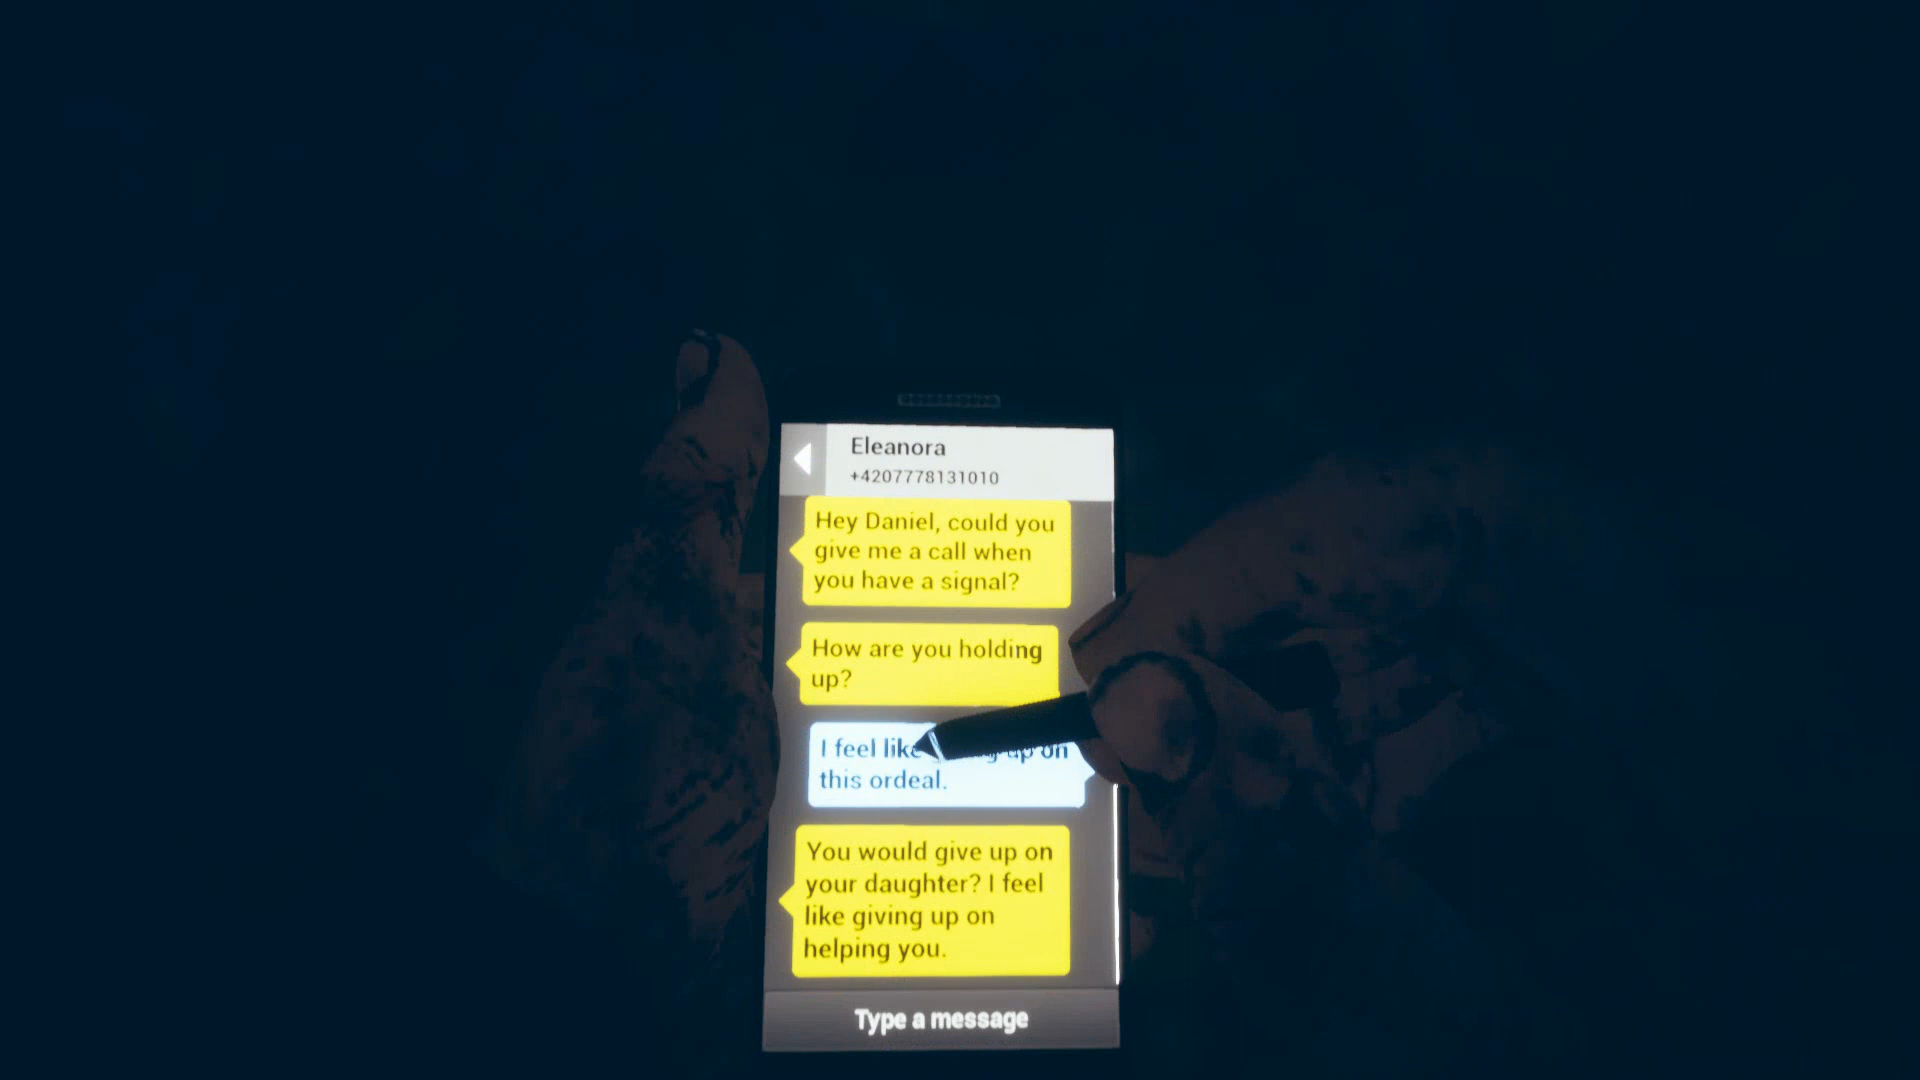 Eleanora
+4207778131010
Hey Daniel, could you
give me a call when
you have a signal?
How are you holding
up?
I feel like up on
this ordeal.
You would give up on
your daughter? I feel
like giving up on
helping you.
Type a message